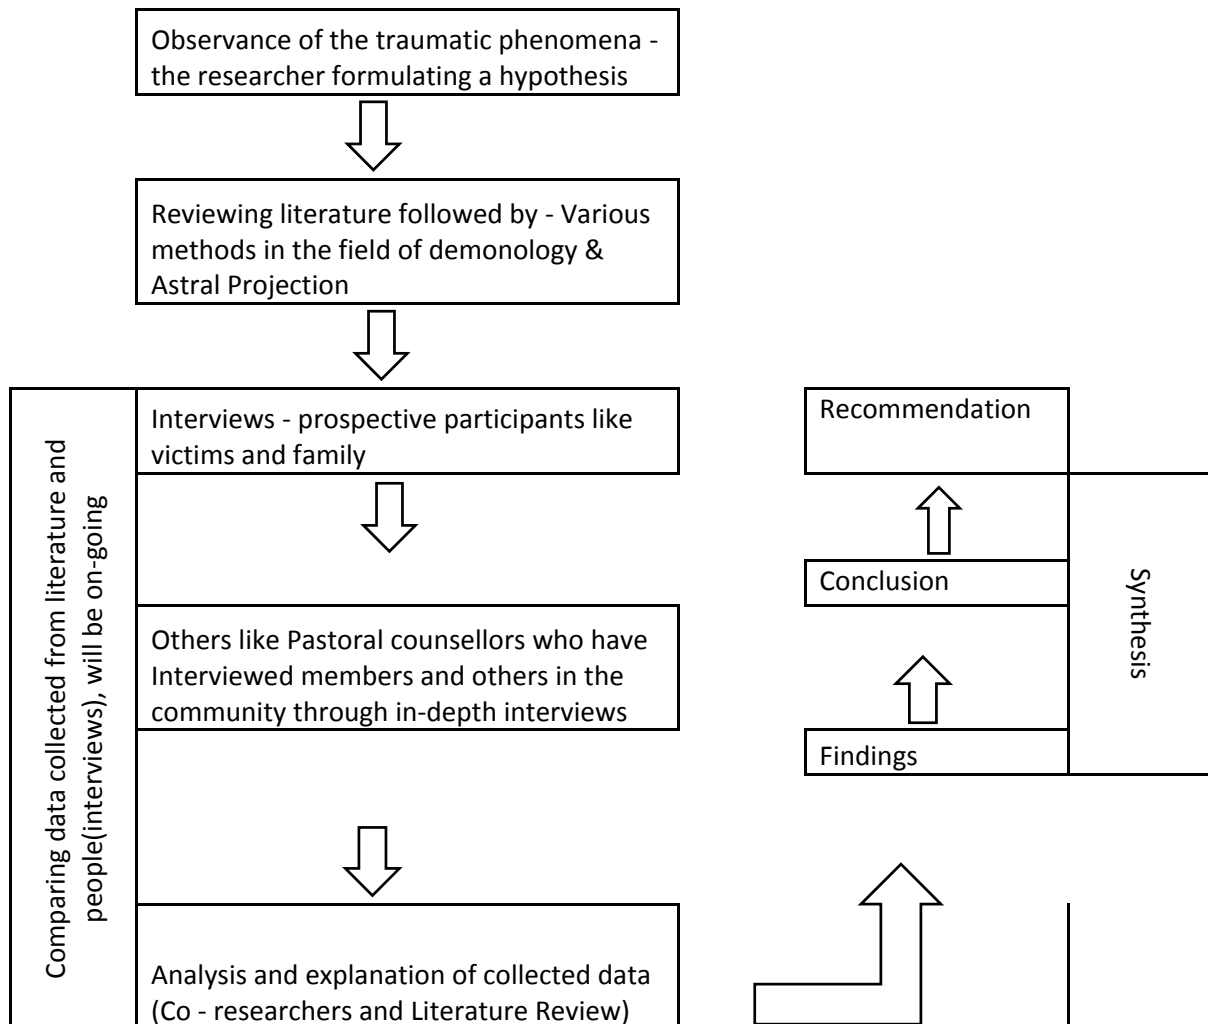 Observance of the traumatic phenomena -
the researcher formulating a hypothesis
Reviewing literature followed by - Various
methods in the field of demonology &
Astral Projection
Comparing data collected from literature and
people(interviews), will be on-going
Interviews - prospective participants like
victims and family
Others like Pastoral counsellors who have
Interviewed members and others in the
community through in-depth interviews
Analysis and explanation of collected data
(Co - researchers and Literature Review)
Recommendation
Conclusion
Findings
Synthesis